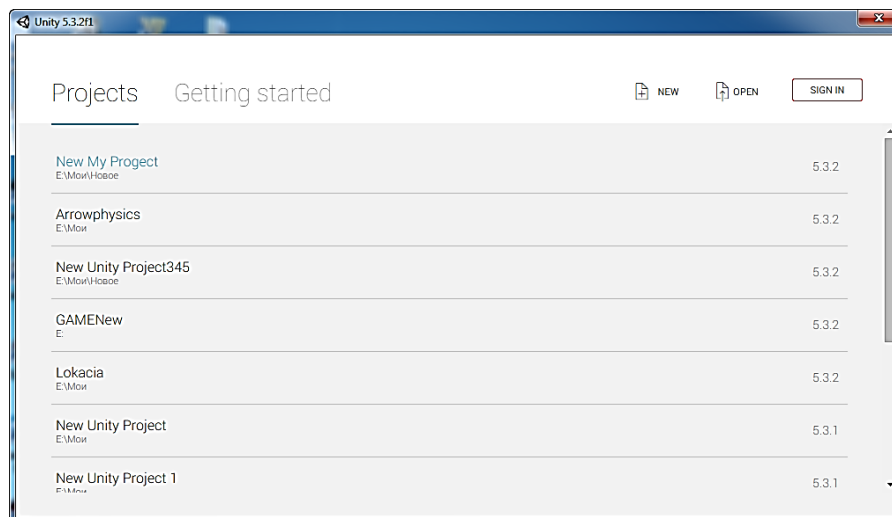 Unity 5.3.2f1
Projects
Getting started
NEW
OPEN
SIGN IN
New My Progect
5.3.2
E:\Мои\Новое
Arrowphysics
5.3.2
E:\Мои
New Unity Project345
5.3.2
E:\Мои\Новое
GAMENew
5.3.2
E:
Lokacia
5.3.2
E:\Мои
New Unity Project
5.3.1
E:\Мои
New Unity Project 1
5.3.1
E:\Мои